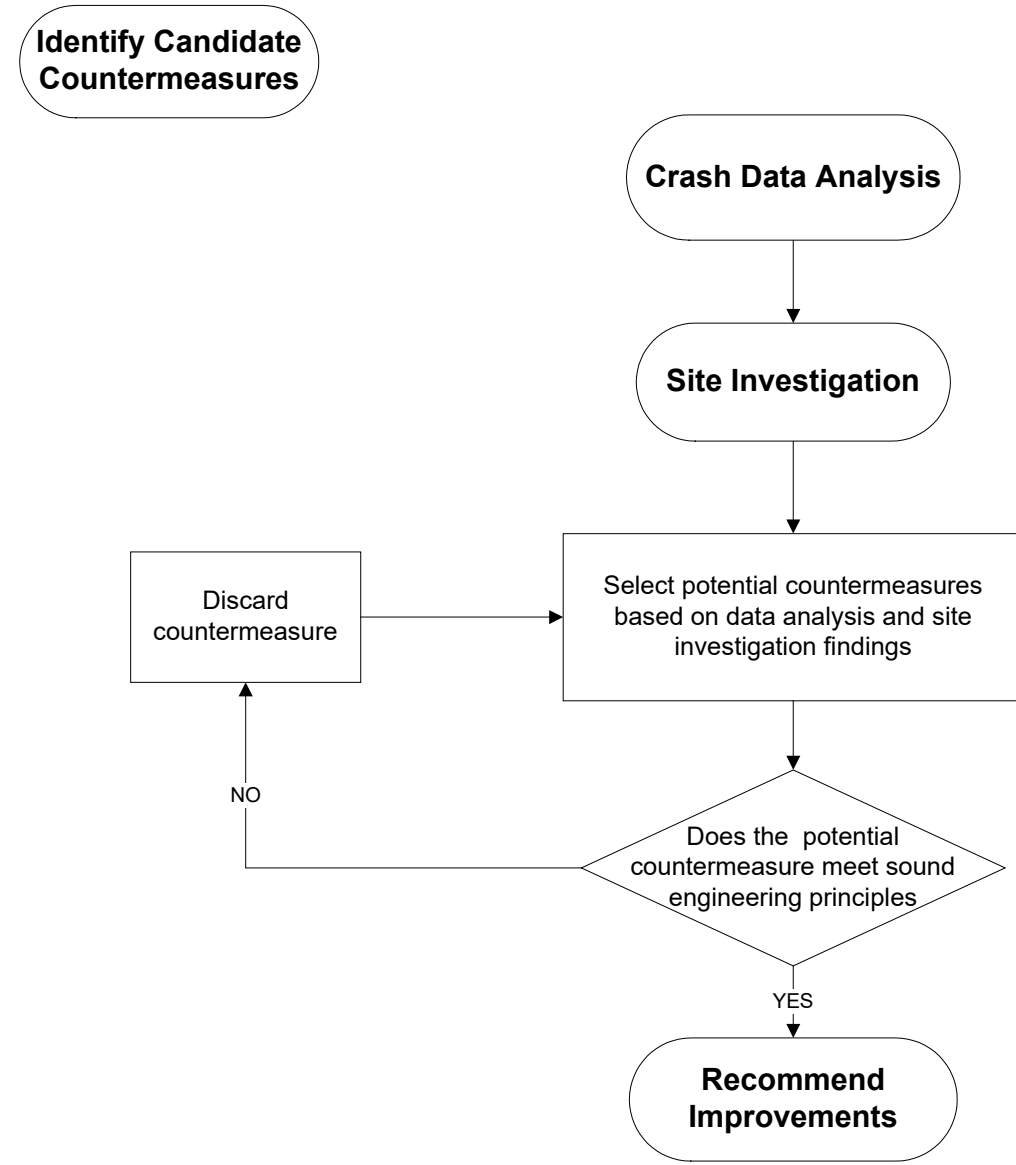 Identify Candidate
Countermeasures
Crash Data Analysis
Site Investigation
Select potential countermeasures
based on data analysis and site
investigation findings
Discard
countermeasure
NO
Does the  potential
countermeasure meet sound
engineering principles
YES
Recommend
Improvements